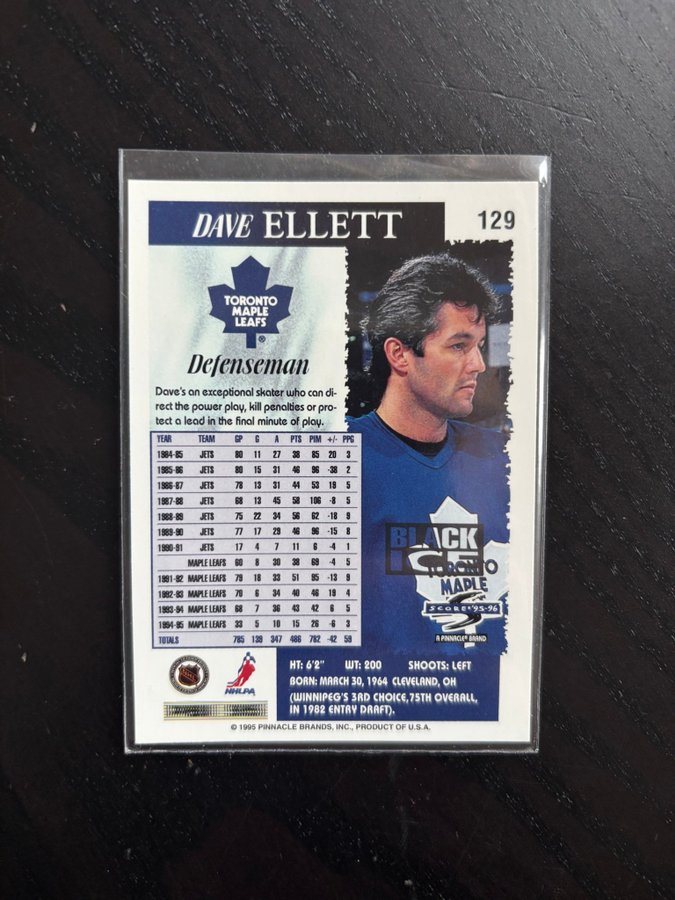 DAVE ELLETT
129
TORONTO
MAPLE
LEAFS
®
Defenseman
Dave's an exceptional skater who can di-
rect the power play, kill penalties or pro-
tect a lead in the final minute of play.
YEAR TEAM GP G A PTS PIM +/- PPG
1984-85 JETS 80 11 27 38 85 20 3
1985-86 JETS 80 15 31 46 96 -38 2
1986-87 JETS 78 13 31 44 53 19 5
1987-88 JETS 68 13 45 58 106 -8 5
1988-89 JETS 75 22 34 56 62 -18 9
1989-90 JETS 77 17 29 46 96 -15 8
1990-91 JETS 17 4 7 11 6 -4 1
MAPLE LEAFS 60 8 30 38 69 -4 5
1991-92 MAPLE LEAFS 79 18 33 51 95 -13 9
1992-93 MAPLE LEAFS 70 6 34 40 46 19 4
1993-94 MAPLE LEAFS 68 7 36 43 42 6 5
1994-95 MAPLE LEAFS 33 5 10 15 26 -6 3
TOTALS 785 139 347 486 782 -42 59
BLACK
ICE
TORONTO
MAPLE
SCORE® '95-96
A PINNACLE® BRAND
NHLPA
HT: 6'2" WT: 200 SHOOTS: LEFT
BORN: MARCH 30, 1964 CLEVELAND, OH
(WINNIPEG'S 3RD CHOICE,75TH OVERALL,
IN 1982 ENTRY DRAFT).
© 1995 PINNACLE BRANDS, INC., PRODUCT OF U.S.A.